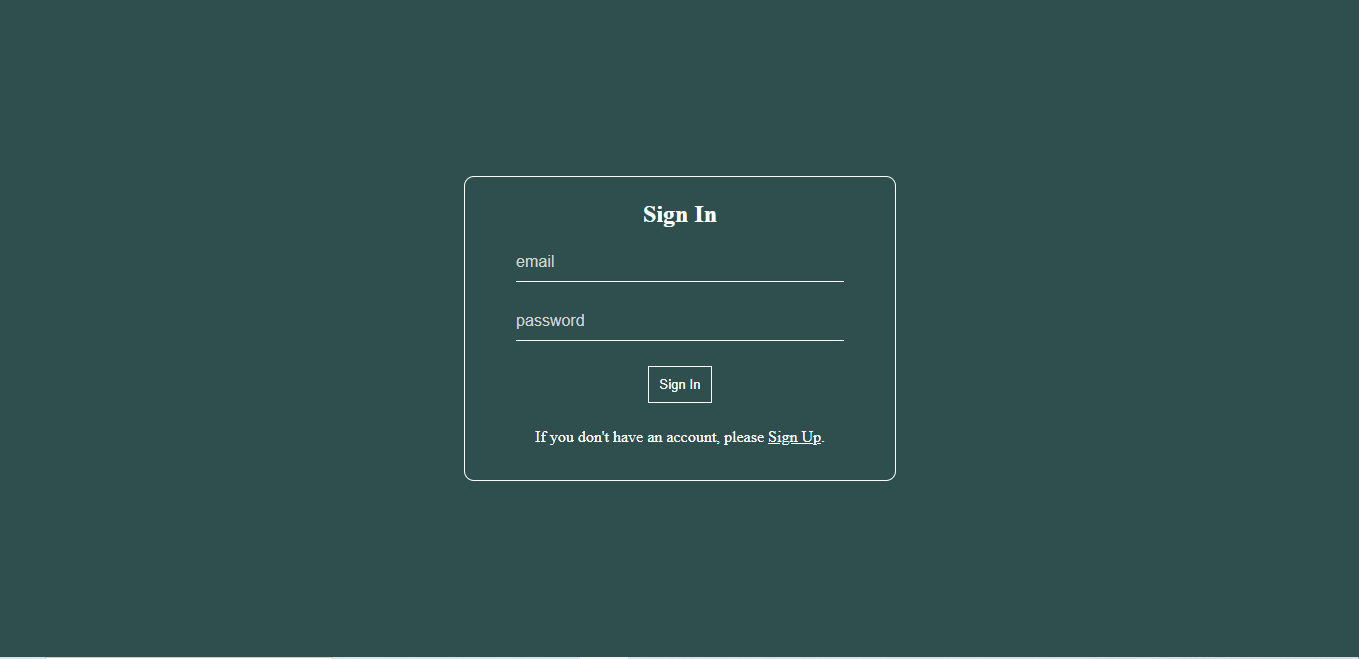 Sign In
email
password
Sign In
If you don't have an account, please Sign Up.